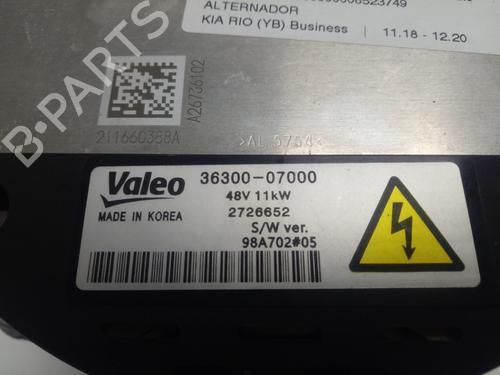 ALTERNADOR
KIA RIO (YB) Business | 11.18 - 12.20
A26736102
211660388A
>AL 5754<
Valeo
MADE IN KOREA
36300-07000
48V 11kW
2726652
S/W ver.
98A702#05
B-PARTS